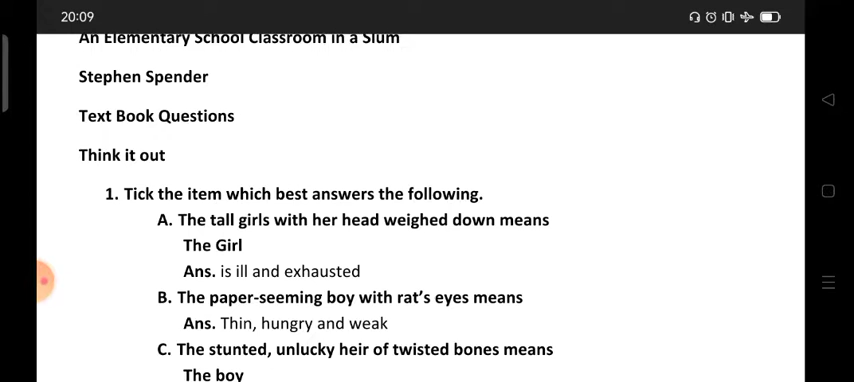 20:09
An Elementary School Classroom in a Slum
Stephen Spender
Text Book Questions
Think it out
1. Tick the item which best answers the following.
A. The tall girls with her head weighed down means
The Girl
Ans. is ill and exhausted
B. The paper-seeming boy with rat's eyes means
Ans. Thin, hungry and weak
C. The stunted, unlucky heir of twisted bones means
The boy